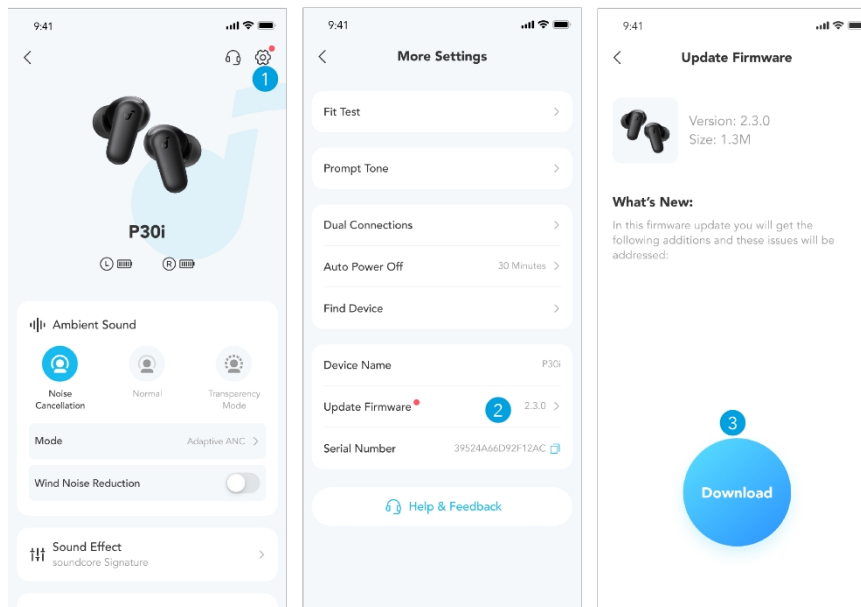 9:41
1
P30i
L
R
Ambient Sound
Noise
Cancellation
Normal
Transparency
Mode
Mode
Adaptive ANC
Wind Noise Reduction
Sound Effect
soundcore Signature
9:41
More Settings
Fit Test
Prompt Tone
Dual Connections
Auto Power Off
30 Minutes
Find Device
Device Name
P30i
Update Firmware
2
2.3.0
Serial Number
39524A66D92F12AC
Help & Feedback
9:41
Update Firmware
Version: 2.3.0
Size: 1.3M
What's New:
In this firmware update you will get the
following additions and these issues will be
addressed:
3
Download